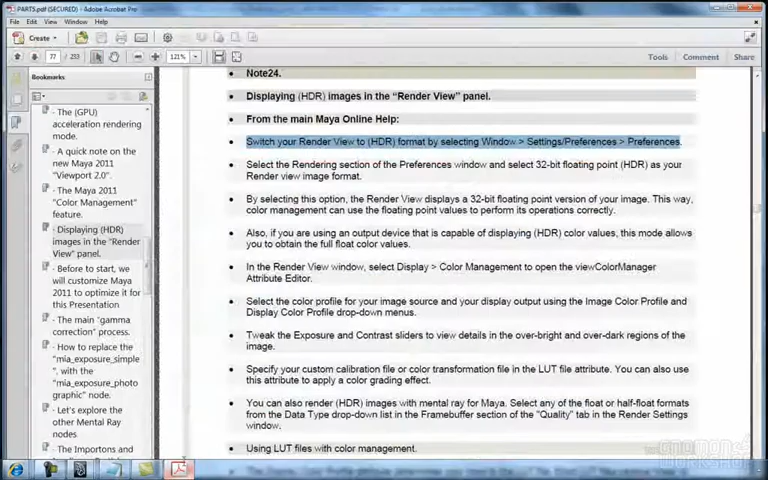 PARTS.pdf (SECURED) - Adobe Acrobat Pro
File Edit View Window Help
Create
77 / 233
121%
Tools Comment Share
Bookmarks
- The (GPU)
acceleration rendering
mode.
- A quick note on the
new Maya 2011
"Viewport 2.0".
- The Maya 2011
"Color Management"
feature.
- Displaying (HDR)
images in the "Render
View" panel.
- Before to start, we
will customize Maya
2011 to optimize it for
this Presentation
- The main "gamma
correction" process.
- How to replace the
"mia_exposure_simple
", with the
"mia_exposure_photo
graphic" node.
- Let's explore the
other Mental Ray
nodes
- The Importons and
• Note24.
• Displaying (HDR) images in the "Render View" panel.
• From the main Maya Online Help:
• Switch your Render View to (HDR) format by selecting Window > Settings/Preferences > Preferences.
• Select the Rendering section of the Preferences window and select 32-bit floating point (HDR) as your
Render view image format.
• By selecting this option, the Render View displays a 32-bit floating point version of your image. This way,
color management can use the floating point values to perform its operations correctly.
• Also, if you are using an output device that is capable of displaying (HDR) color values, this mode allows
you to obtain the full float color values.
• In the Render View window, select Display > Color Management to open the viewColorManager
Attribute Editor.
• Select the color profile for your image source and your display output using the Image Color Profile and
Display Color Profile drop-down menus.
• Tweak the Exposure and Contrast sliders to view details in the over-bright and over-dark regions of the
image.
• Specify your custom calibration file or color transformation file in the LUT file attribute. You can also use
this attribute to apply a color grading effect.
• You can also render (HDR) images with mental ray for Maya. Select any of the float or half-float formats
from the Data Type drop-down list in the Framebuffer section of the "Quality" tab in the Render Settings
window.
• Using LUT files with color management.
THE GNOMON
WORKSHOP